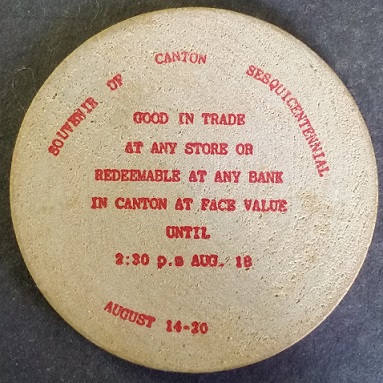 SOUVENIR OF CANTON SESQUICENTENNIAL
GOOD IN TRADE
AT ANY STORE OR
REDEEMABLE AT ANY BANK
IN CANTON AT FACE VALUE
UNTIL
2:30 p.m AUG. 18
AUGUST 14-20